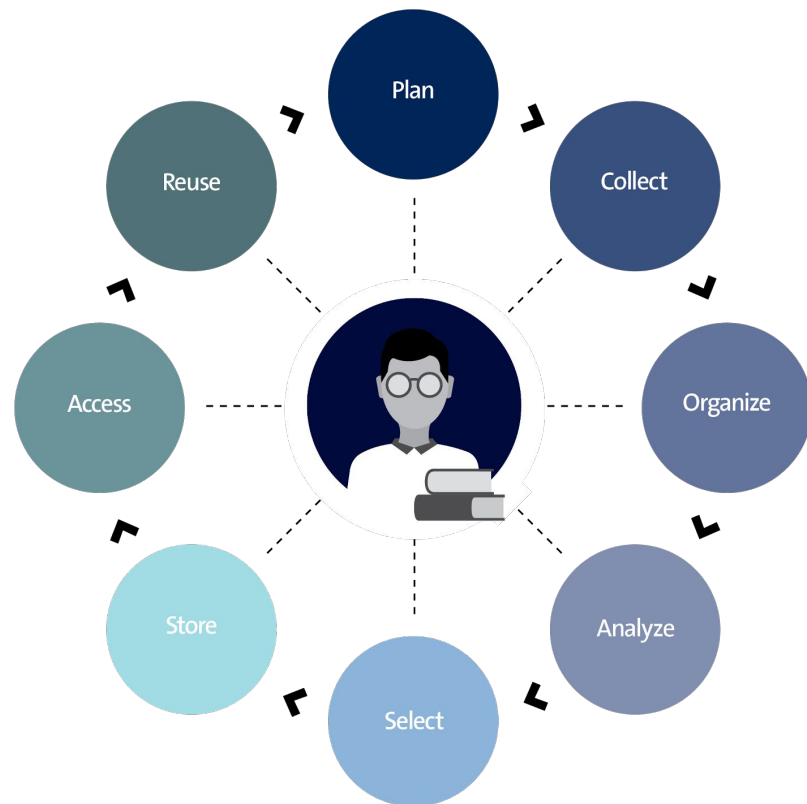 Plan
Collect
Organize
Analyze
Select
Store
Access
Reuse